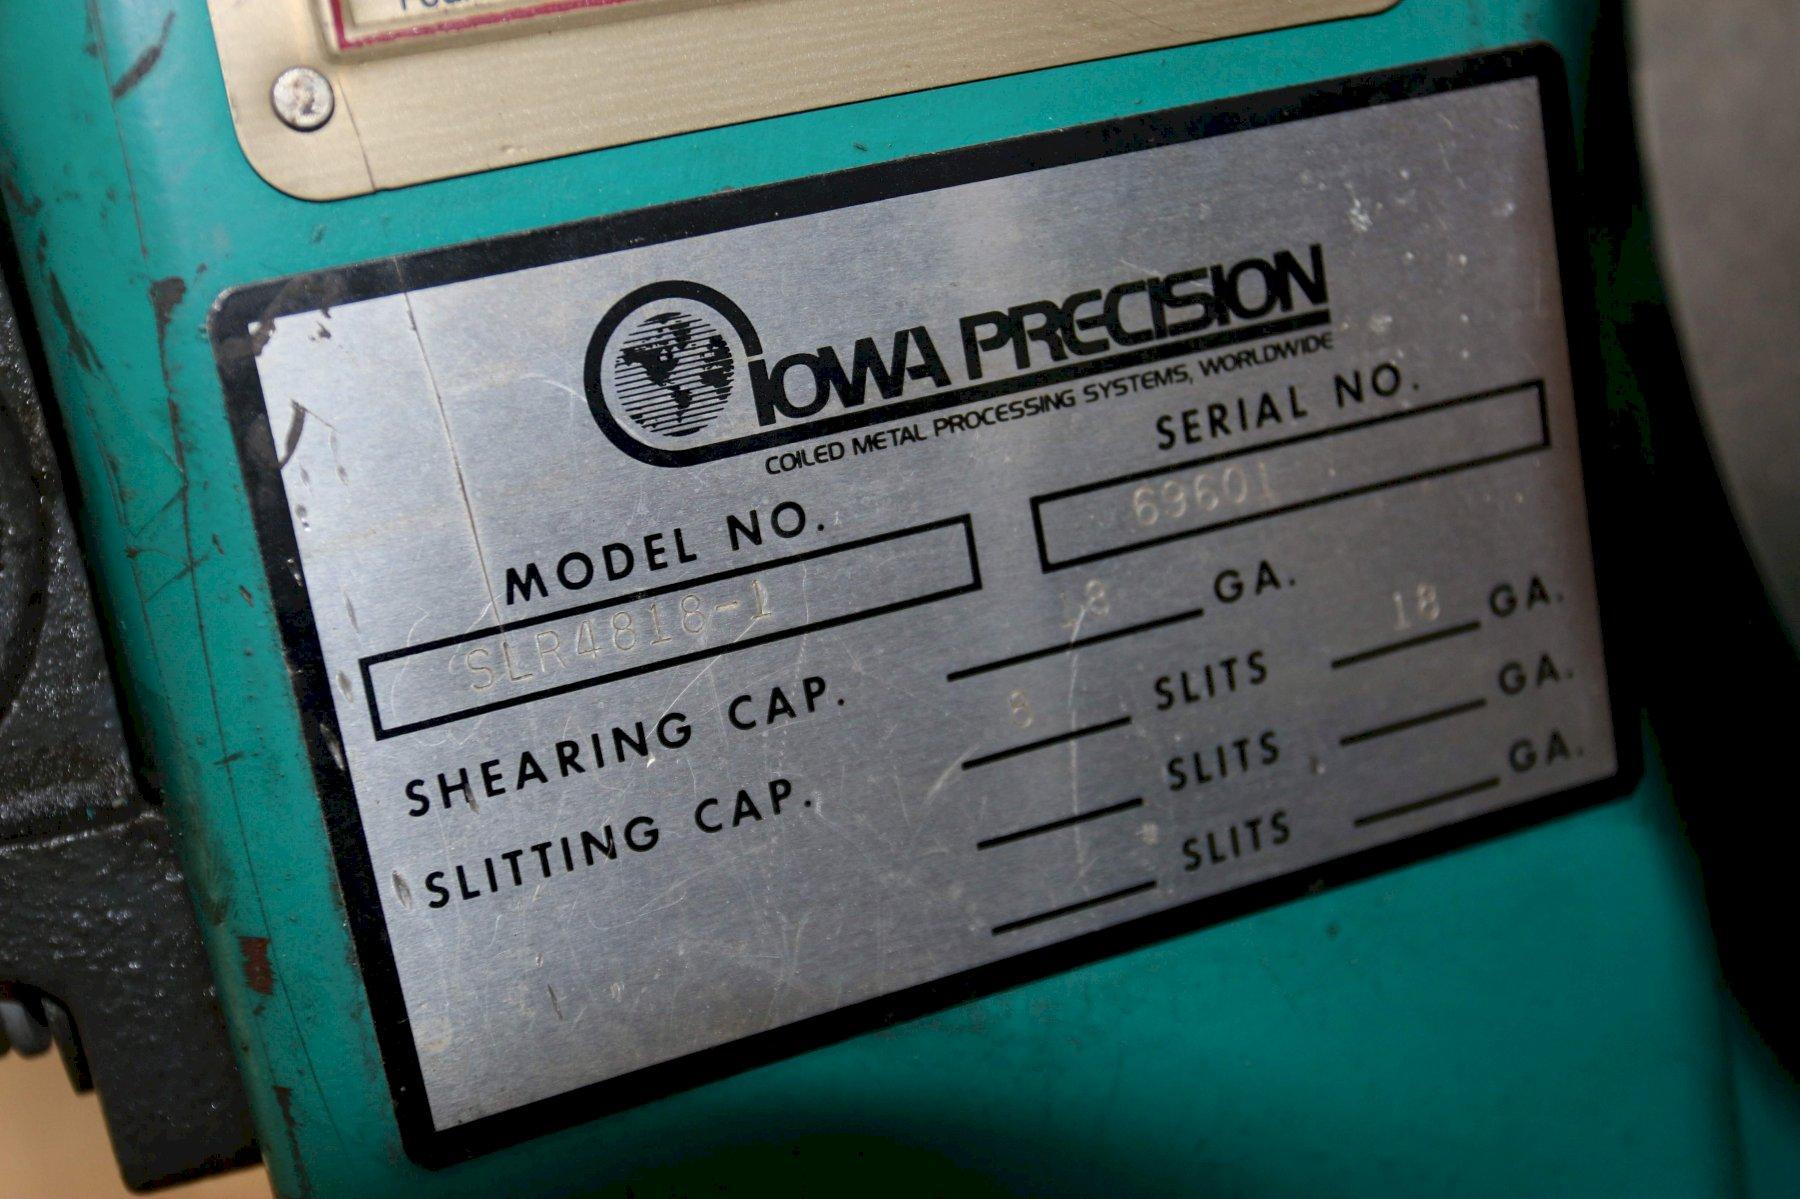 IOWA PRECISION
COILED METAL PROCESSING SYSTEMS, WORLDWIDE
MODEL NO. SERIAL NO.
SLR4818-1 69601
SHEARING CAP. 18 GA.
SLITTING CAP. 8 SLITS 18 GA.
SLITS GA.
SLITS GA.